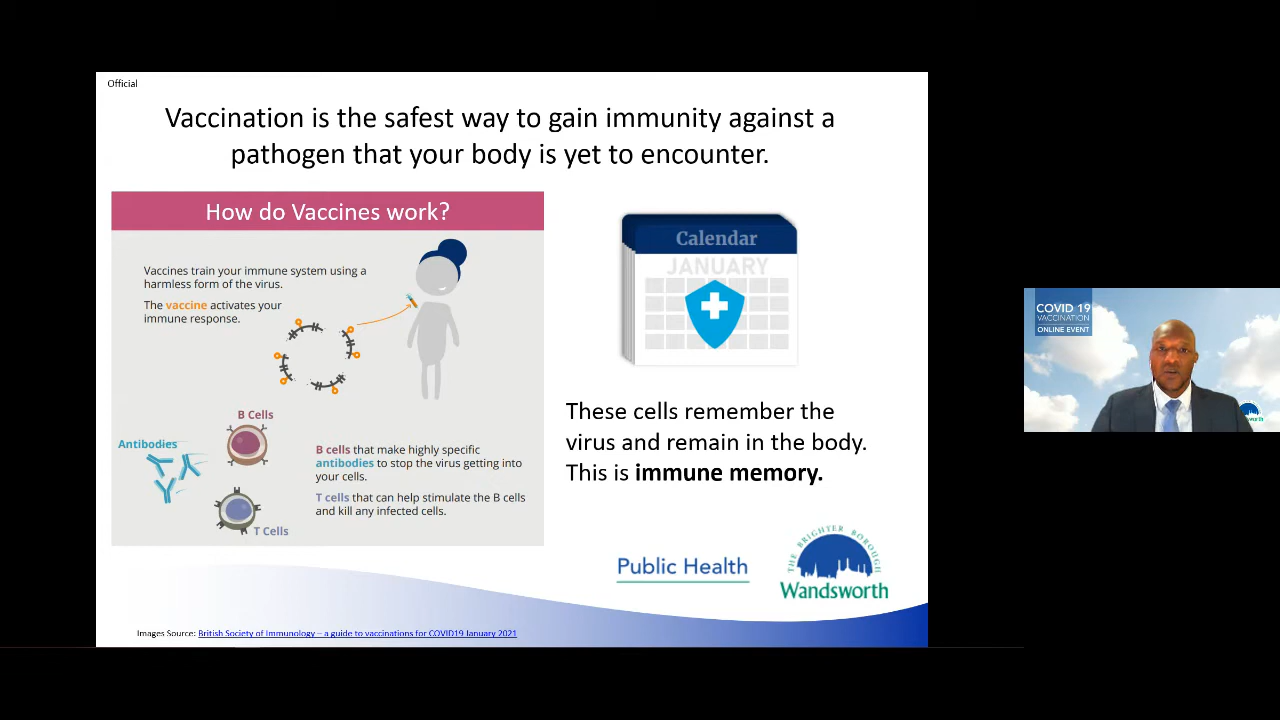 Official
Vaccination is the safest way to gain immunity against a
pathogen that your body is yet to encounter.
How do Vaccines work?
Vaccines train your immune system using a
harmless form of the virus.
The vaccine activates your
immune response.
B Cells
Antibodies
B cells that make highly specific
antibodies to stop the virus getting into
your cells.
T cells that can help stimulate the B cells
and kill any infected cells.
T Cells
Calendar
JANUARY
These cells remember the
virus and remain in the body.
This is immune memory.
Public Health
THE BRIGHTER BOROUGH
Wandsworth
Images Source: British Society of Immunology – a guide to vaccinations for COVID19 January 2021
COVID 19
VACCINATION
ONLINE EVENT